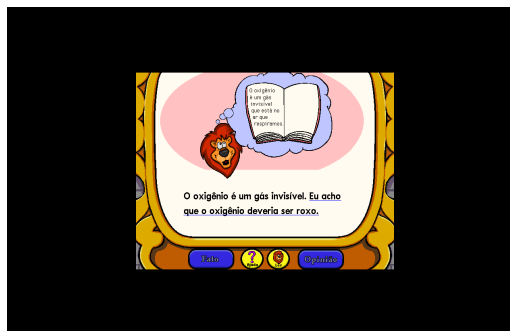 O oxigênio
é um gás
invisível
que está no
ar que
respiramos.
O oxigênio é um gás invisível. Eu acho
que o oxigênio deveria ser roxo.
Fato
Opinião